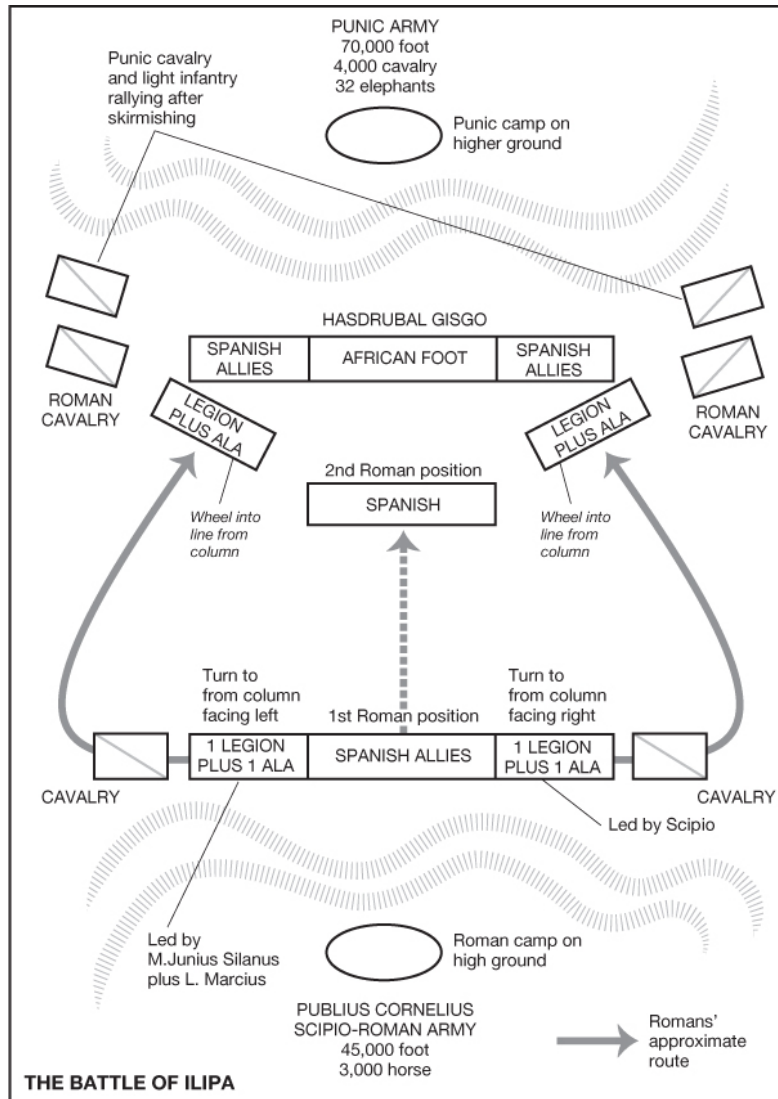 PUNIC ARMY
70,000 foot
4,000 cavalry
32 elephants
Punic cavalry
and light infantry
rallying after
skirmishing
Punic camp on
higher ground
HASDRUBAL GISGO
SPANISH
ALLIES
AFRICAN FOOT
SPANISH
ALLIES
ROMAN
CAVALRY
ROMAN
CAVALRY
LEGION
PLUS ALA
LEGION
PLUS ALA
2nd Roman position
SPANISH
Wheel into
line from
column
Wheel into
line from
column
Turn to
from column
facing left
1st Roman position
Turn to
from column
facing right
1 LEGION
PLUS 1 ALA
SPANISH ALLIES
1 LEGION
PLUS 1 ALA
CAVALRY
CAVALRY
Led by Scipio
Led by
M.Junius Silanus
plus L. Marcius
Roman camp on
high ground
PUBLIUS CORNELIUS
SCIPIO-ROMAN ARMY
45,000 foot
3,000 horse
Romans'
approximate
route
THE BATTLE OF ILIPA